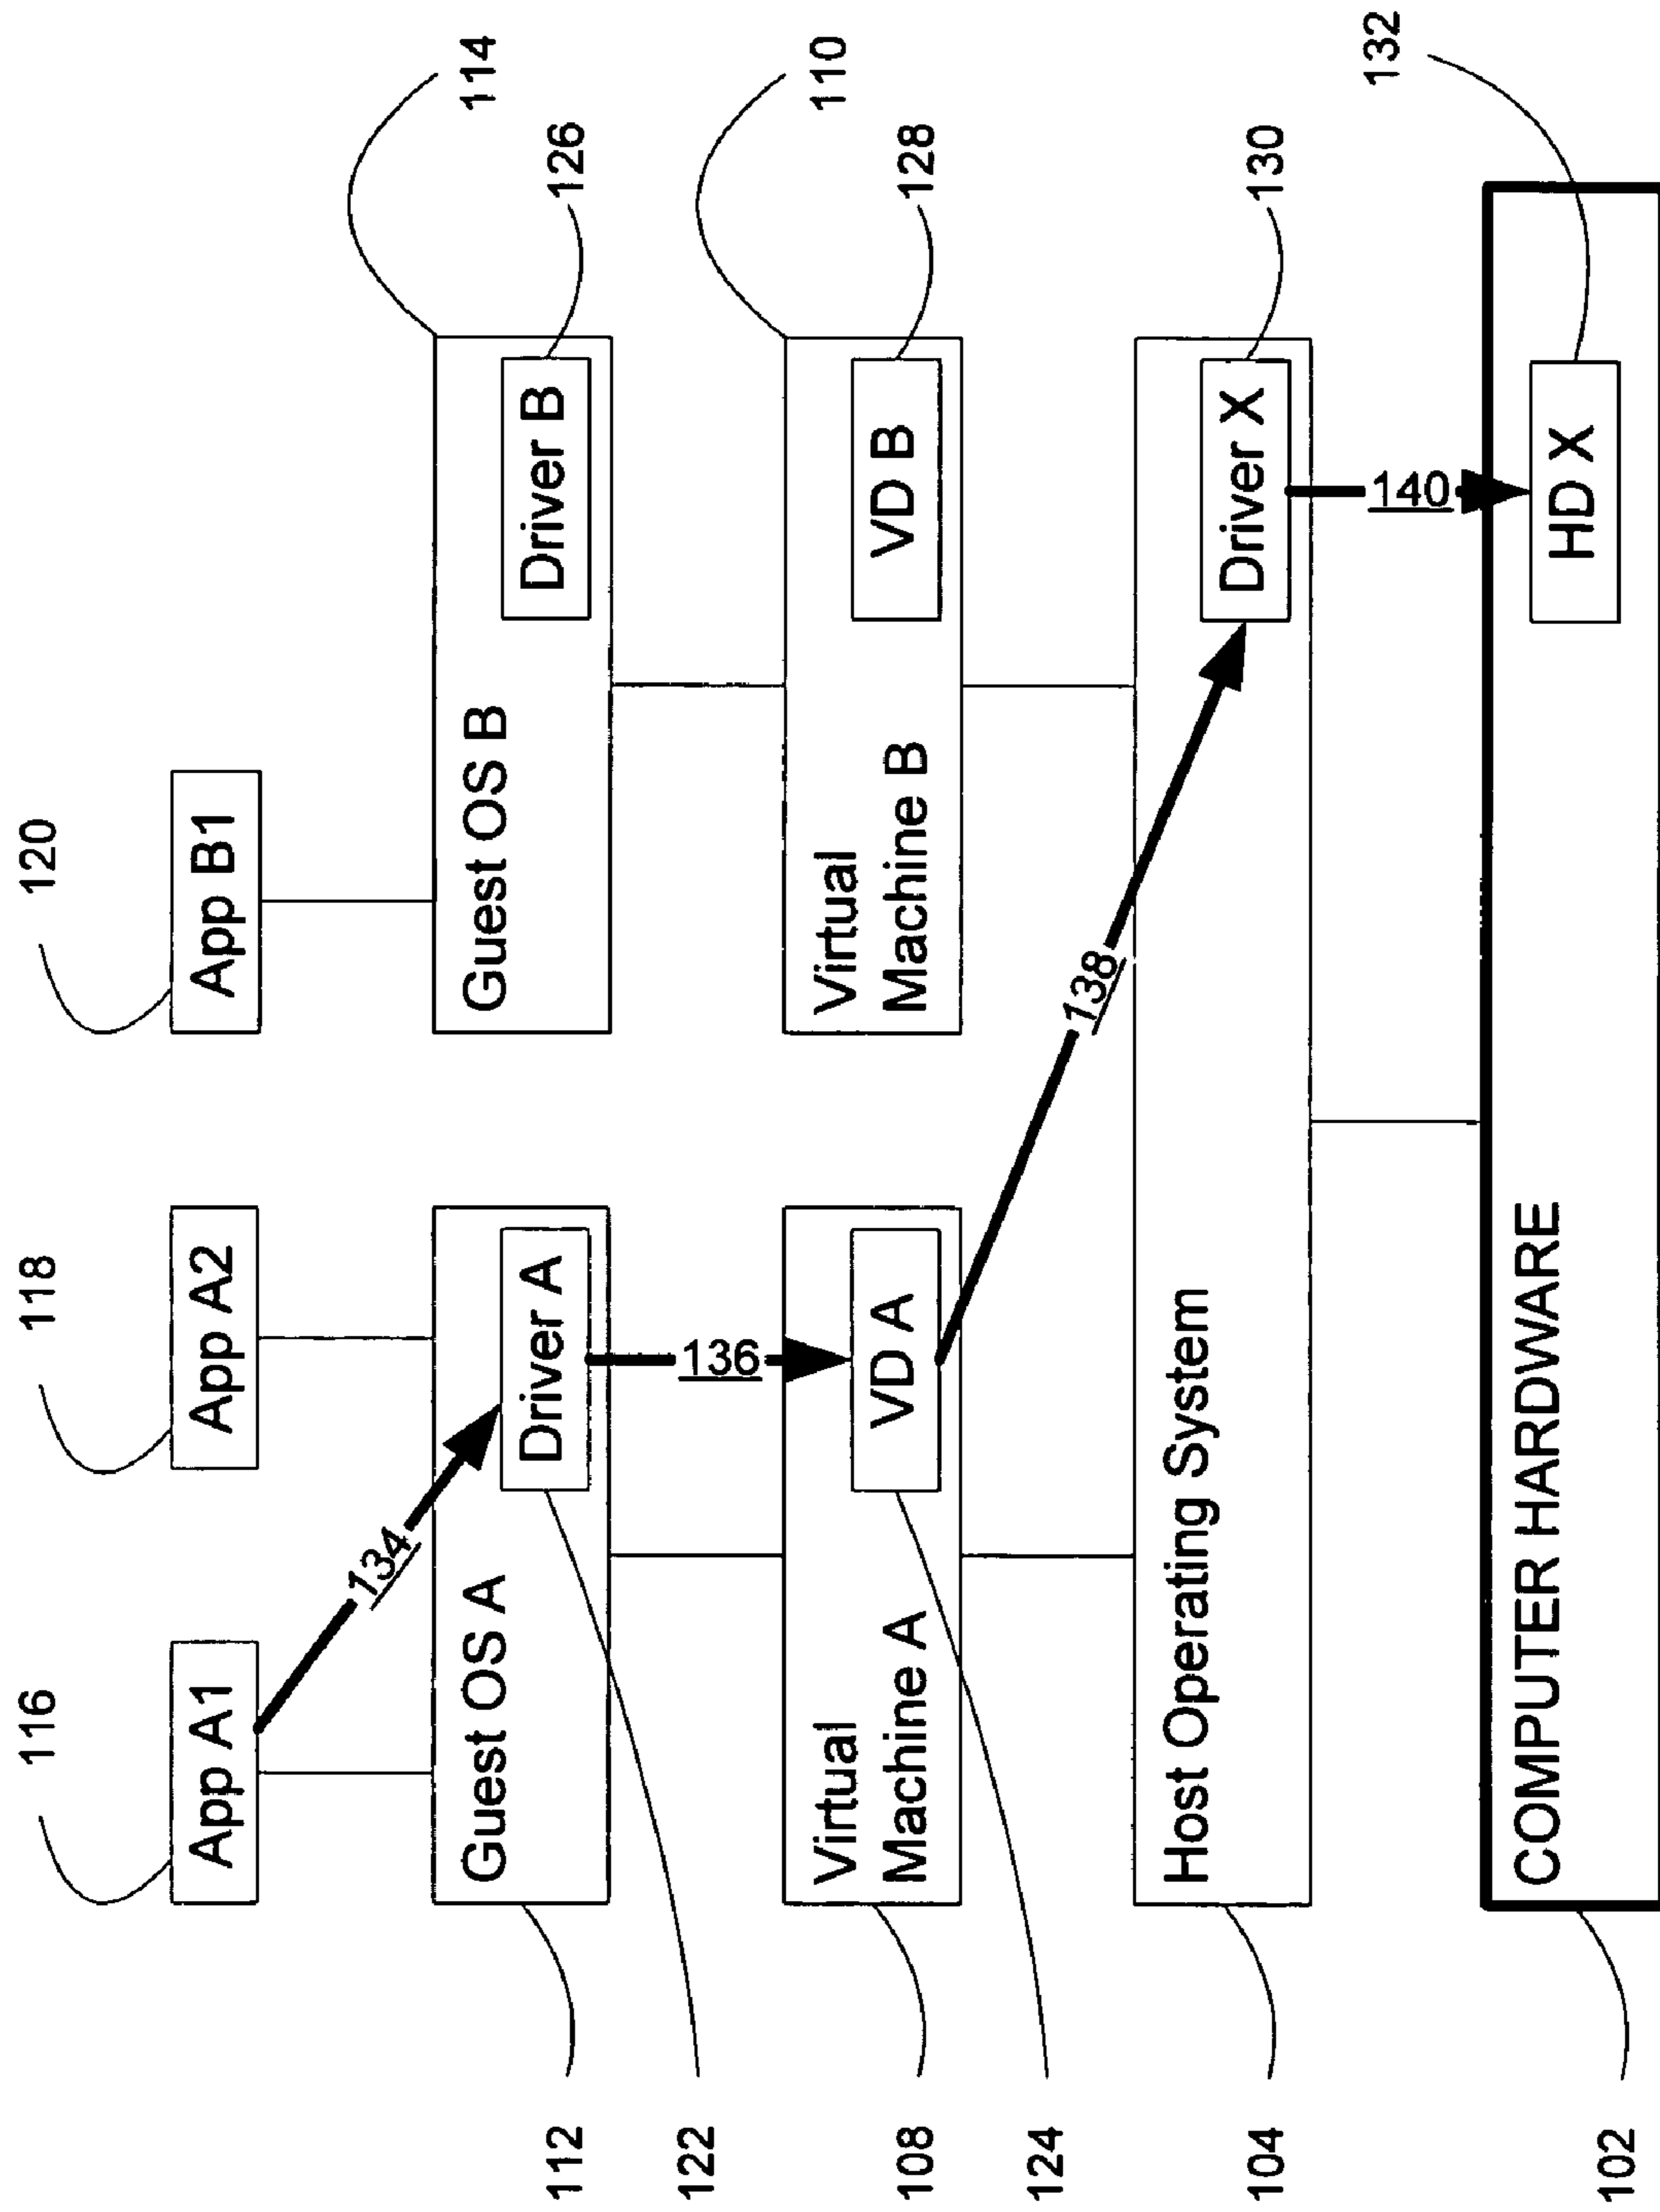 116
118
120
App A1
App A2
App B1
114
134
Guest OS A
Driver A
Guest OS B
Driver B
126
112
136
110
122
Virtual
Machine A
VD A
Virtual
Machine B
VD B
128
108
138
124
Host Operating System
Driver X
130
104
140
132
COMPUTER HARDWARE
HD X
102